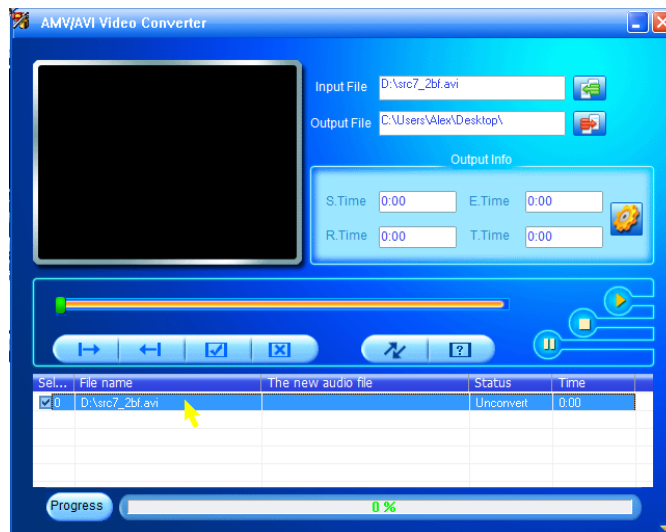 AMV/AVI Video Converter
Input File D:\src7_2bf.avi
Output File C:\Users\Alex\Desktop\
Output Info
S.Time 0:00 E.Time 0:00
R.Time 0:00 T.Time 0:00
Sel... File name The new audio file Status Time
0 D:\src7_2bf.avi Unconvert 0:00
Progress 0 %